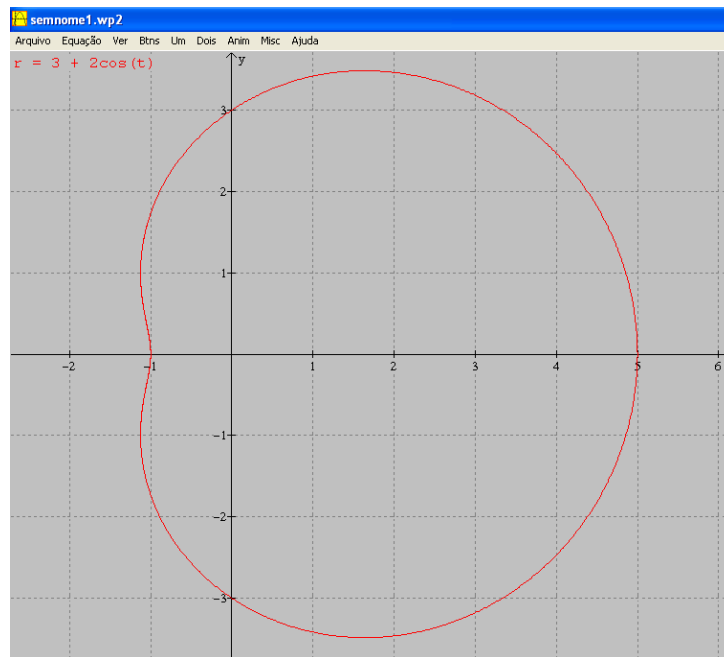 semnome1.wp2
Arquivo Equação Ver Btns Um Dois Anim Misc Ajuda
r = 3 + 2cos(t)
y
3
2
1
-2 -1 1 2 3 4 5 6
-1
-2
-3